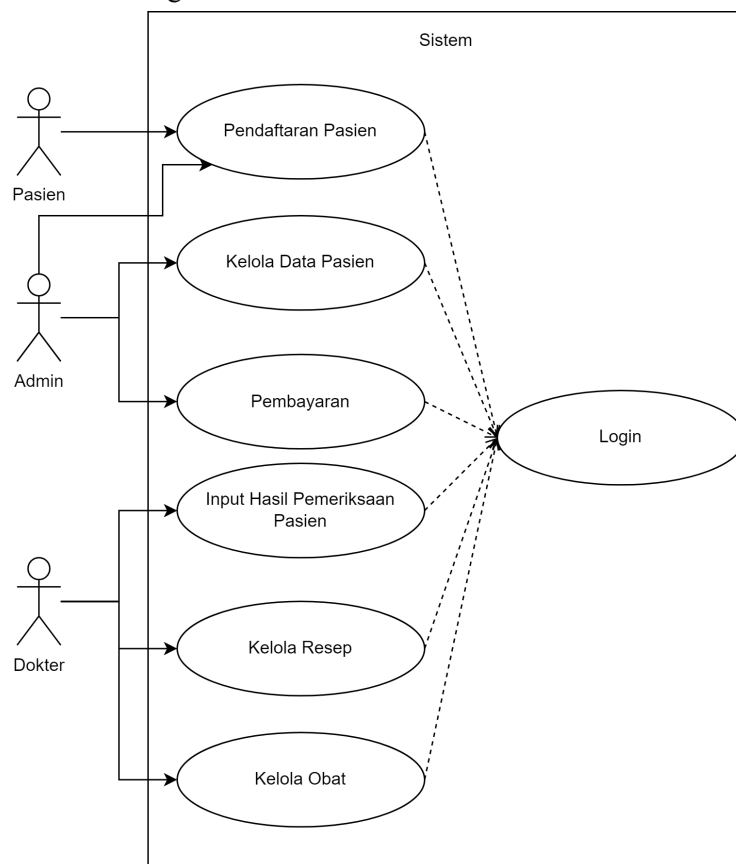 Sistem
Pendaftaran Pasien
Pasien
Kelola Data Pasien
Admin
Pembayaran
Login
Input Hasil Pemeriksaan
Pasien
Dokter
Kelola Resep
Kelola Obat